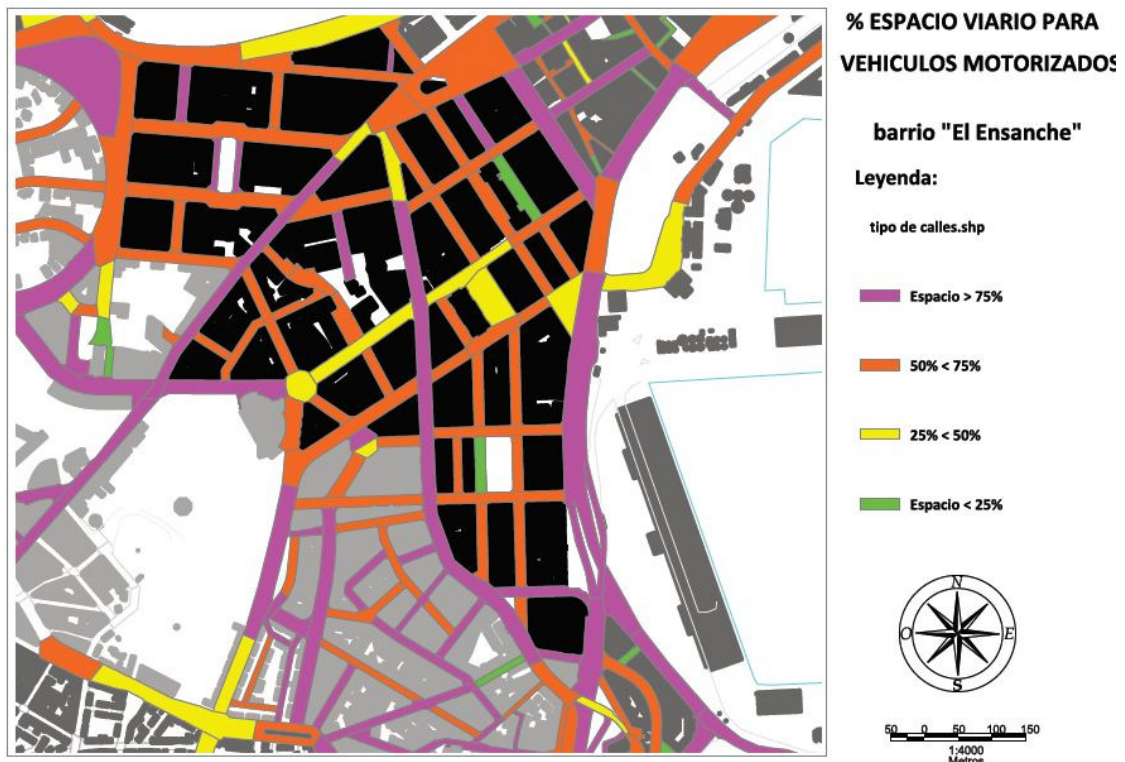 % ESPACIO VIARIO PARA
VEHICULOS MOTORIZADOS
barrio "El Ensanche"
Leyenda:
tipo de calles.shp
Espacio > 75%
50% < 75%
25% < 50%
Espacio < 25%
N
O
E
S
50 0 50 100 150
1:4000
Metros